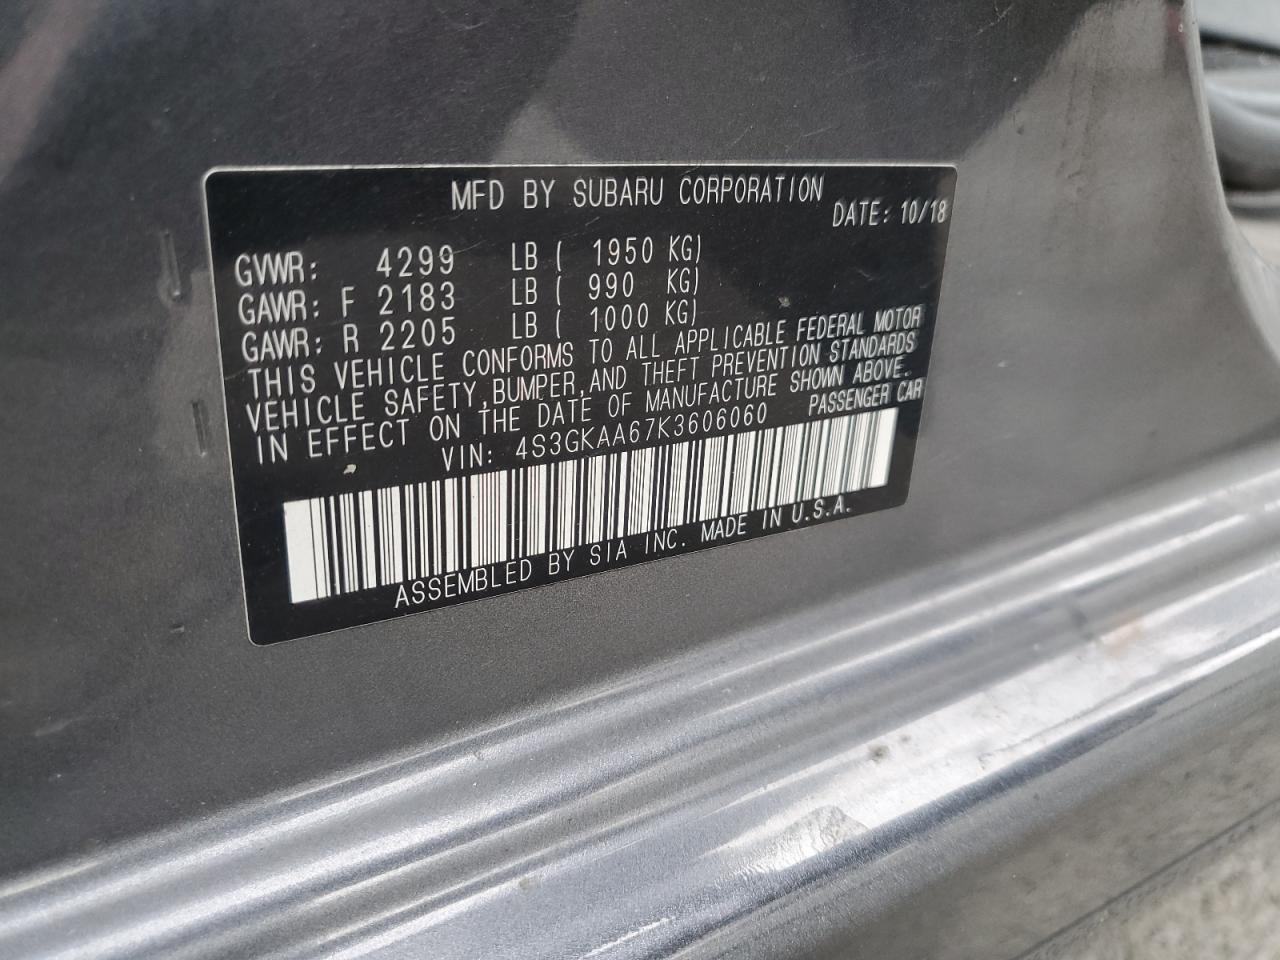 MFD BY SUBARU CORPORATION
DATE: 10/18
GVWR: 4299 LB ( 1950 KG)
GAWR: F 2183 LB ( 990 KG)
GAWR: R 2205 LB ( 1000 KG)
THIS VEHICLE CONFORMS TO ALL APPLICABLE FEDERAL MOTOR
VEHICLE SAFETY, BUMPER, AND THEFT PREVENTION STANDARDS
IN EFFECT ON THE DATE OF MANUFACTURE SHOWN ABOVE.
VIN: 4S3GKAA67K3606060 PASSENGER CAR
ASSEMBLED BY SIA INC. MADE IN U.S.A.